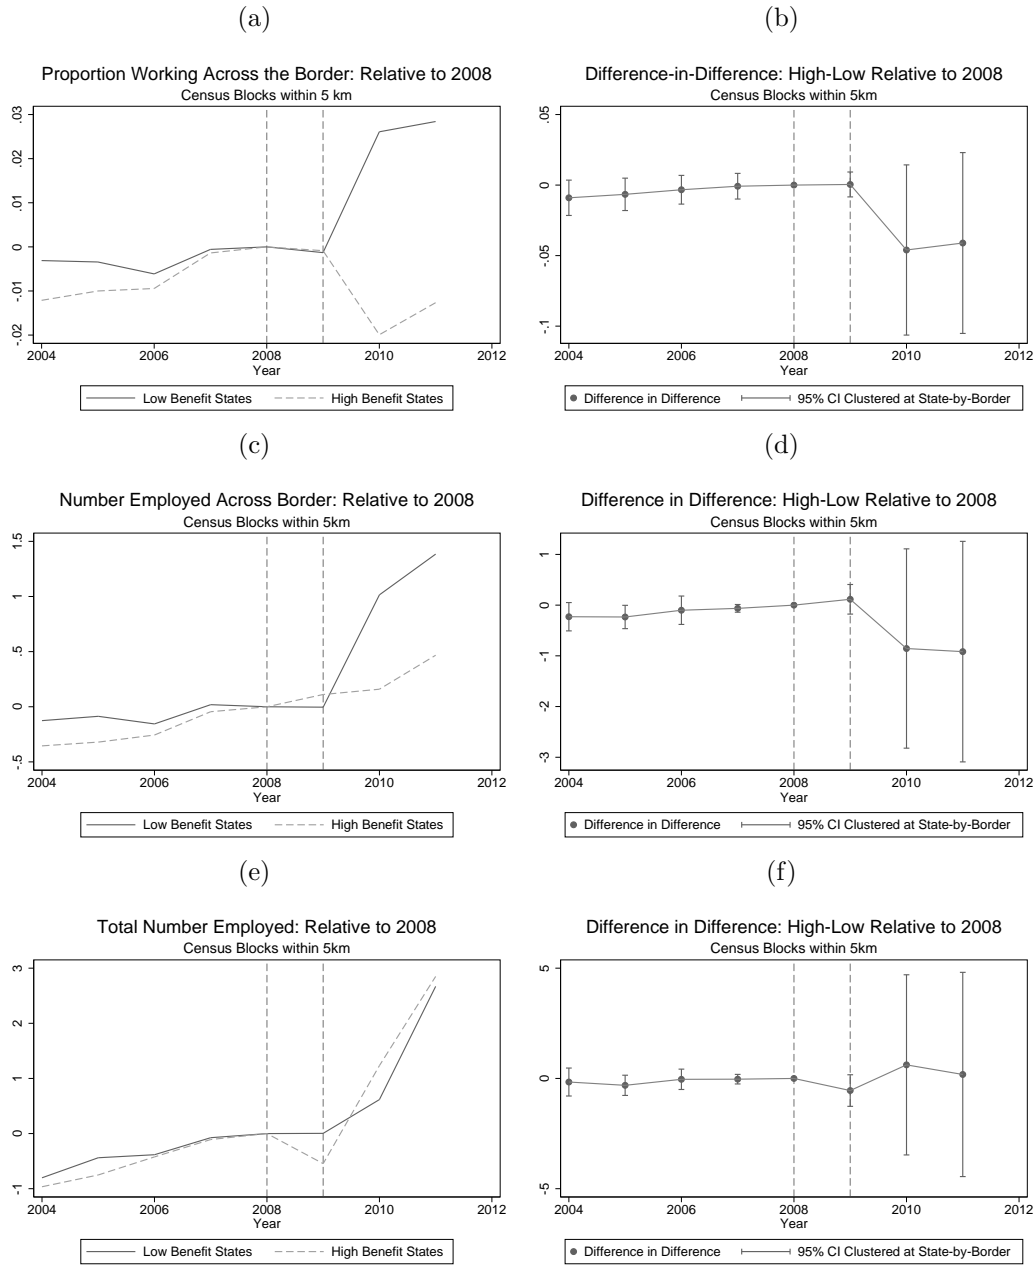 (a)
(b)
Proportion Working Across the Border: Relative to 2008
Census Blocks within 5 km
.03
.02
.01
0
-.01
-.02
2004 2006 2008 2010 2012
Year
Low Benefit States High Benefit States
Difference-in-Difference: High-Low Relative to 2008
Census Blocks within 5km
.05
0
-.05
-.1
2004 2006 2008 2010 2012
Year
Difference in Difference 95% CI Clustered at State-by-Border
(c)
(d)
Number Employed Across Border: Relative to 2008
Census Blocks within 5km
1.5
1
.5
0
-.5
2004 2006 2008 2010 2012
Year
Low Benefit States High Benefit States
Difference in Difference: High-Low Relative to 2008
Census Blocks within 5km
1
0
-1
-2
-3
2004 2006 2008 2010 2012
Year
Difference in Difference 95% CI Clustered at State-by-Border
(e)
(f)
Total Number Employed: Relative to 2008
Census Blocks within 5km
3
2
1
0
-1
2004 2006 2008 2010 2012
Year
Low Benefit States High Benefit States
Difference in Difference: High-Low Relative to 2008
Census Blocks within 5km
5
0
-5
2004 2006 2008 2010 2012
Year
Difference in Difference 95% CI Clustered at State-by-Border